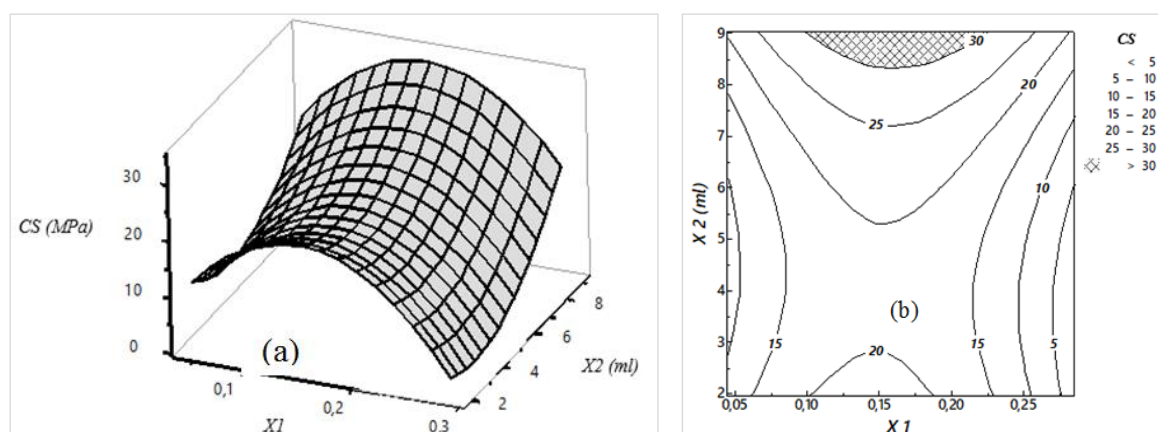 30
20
10
0
CS (MPa)
(a)
0,1
0,2
0,3
X1
2
4
6
8
X2 (ml)
9
8
7
6
5
4
3
2
X 2 (ml)
30
25
20
10
15
20
15
5
(b)
0,05
0,10
0,15
0,20
0,25
X 1
CS
< 5
5 – 10
10 – 15
15 – 20
20 – 25
25 – 30
> 30